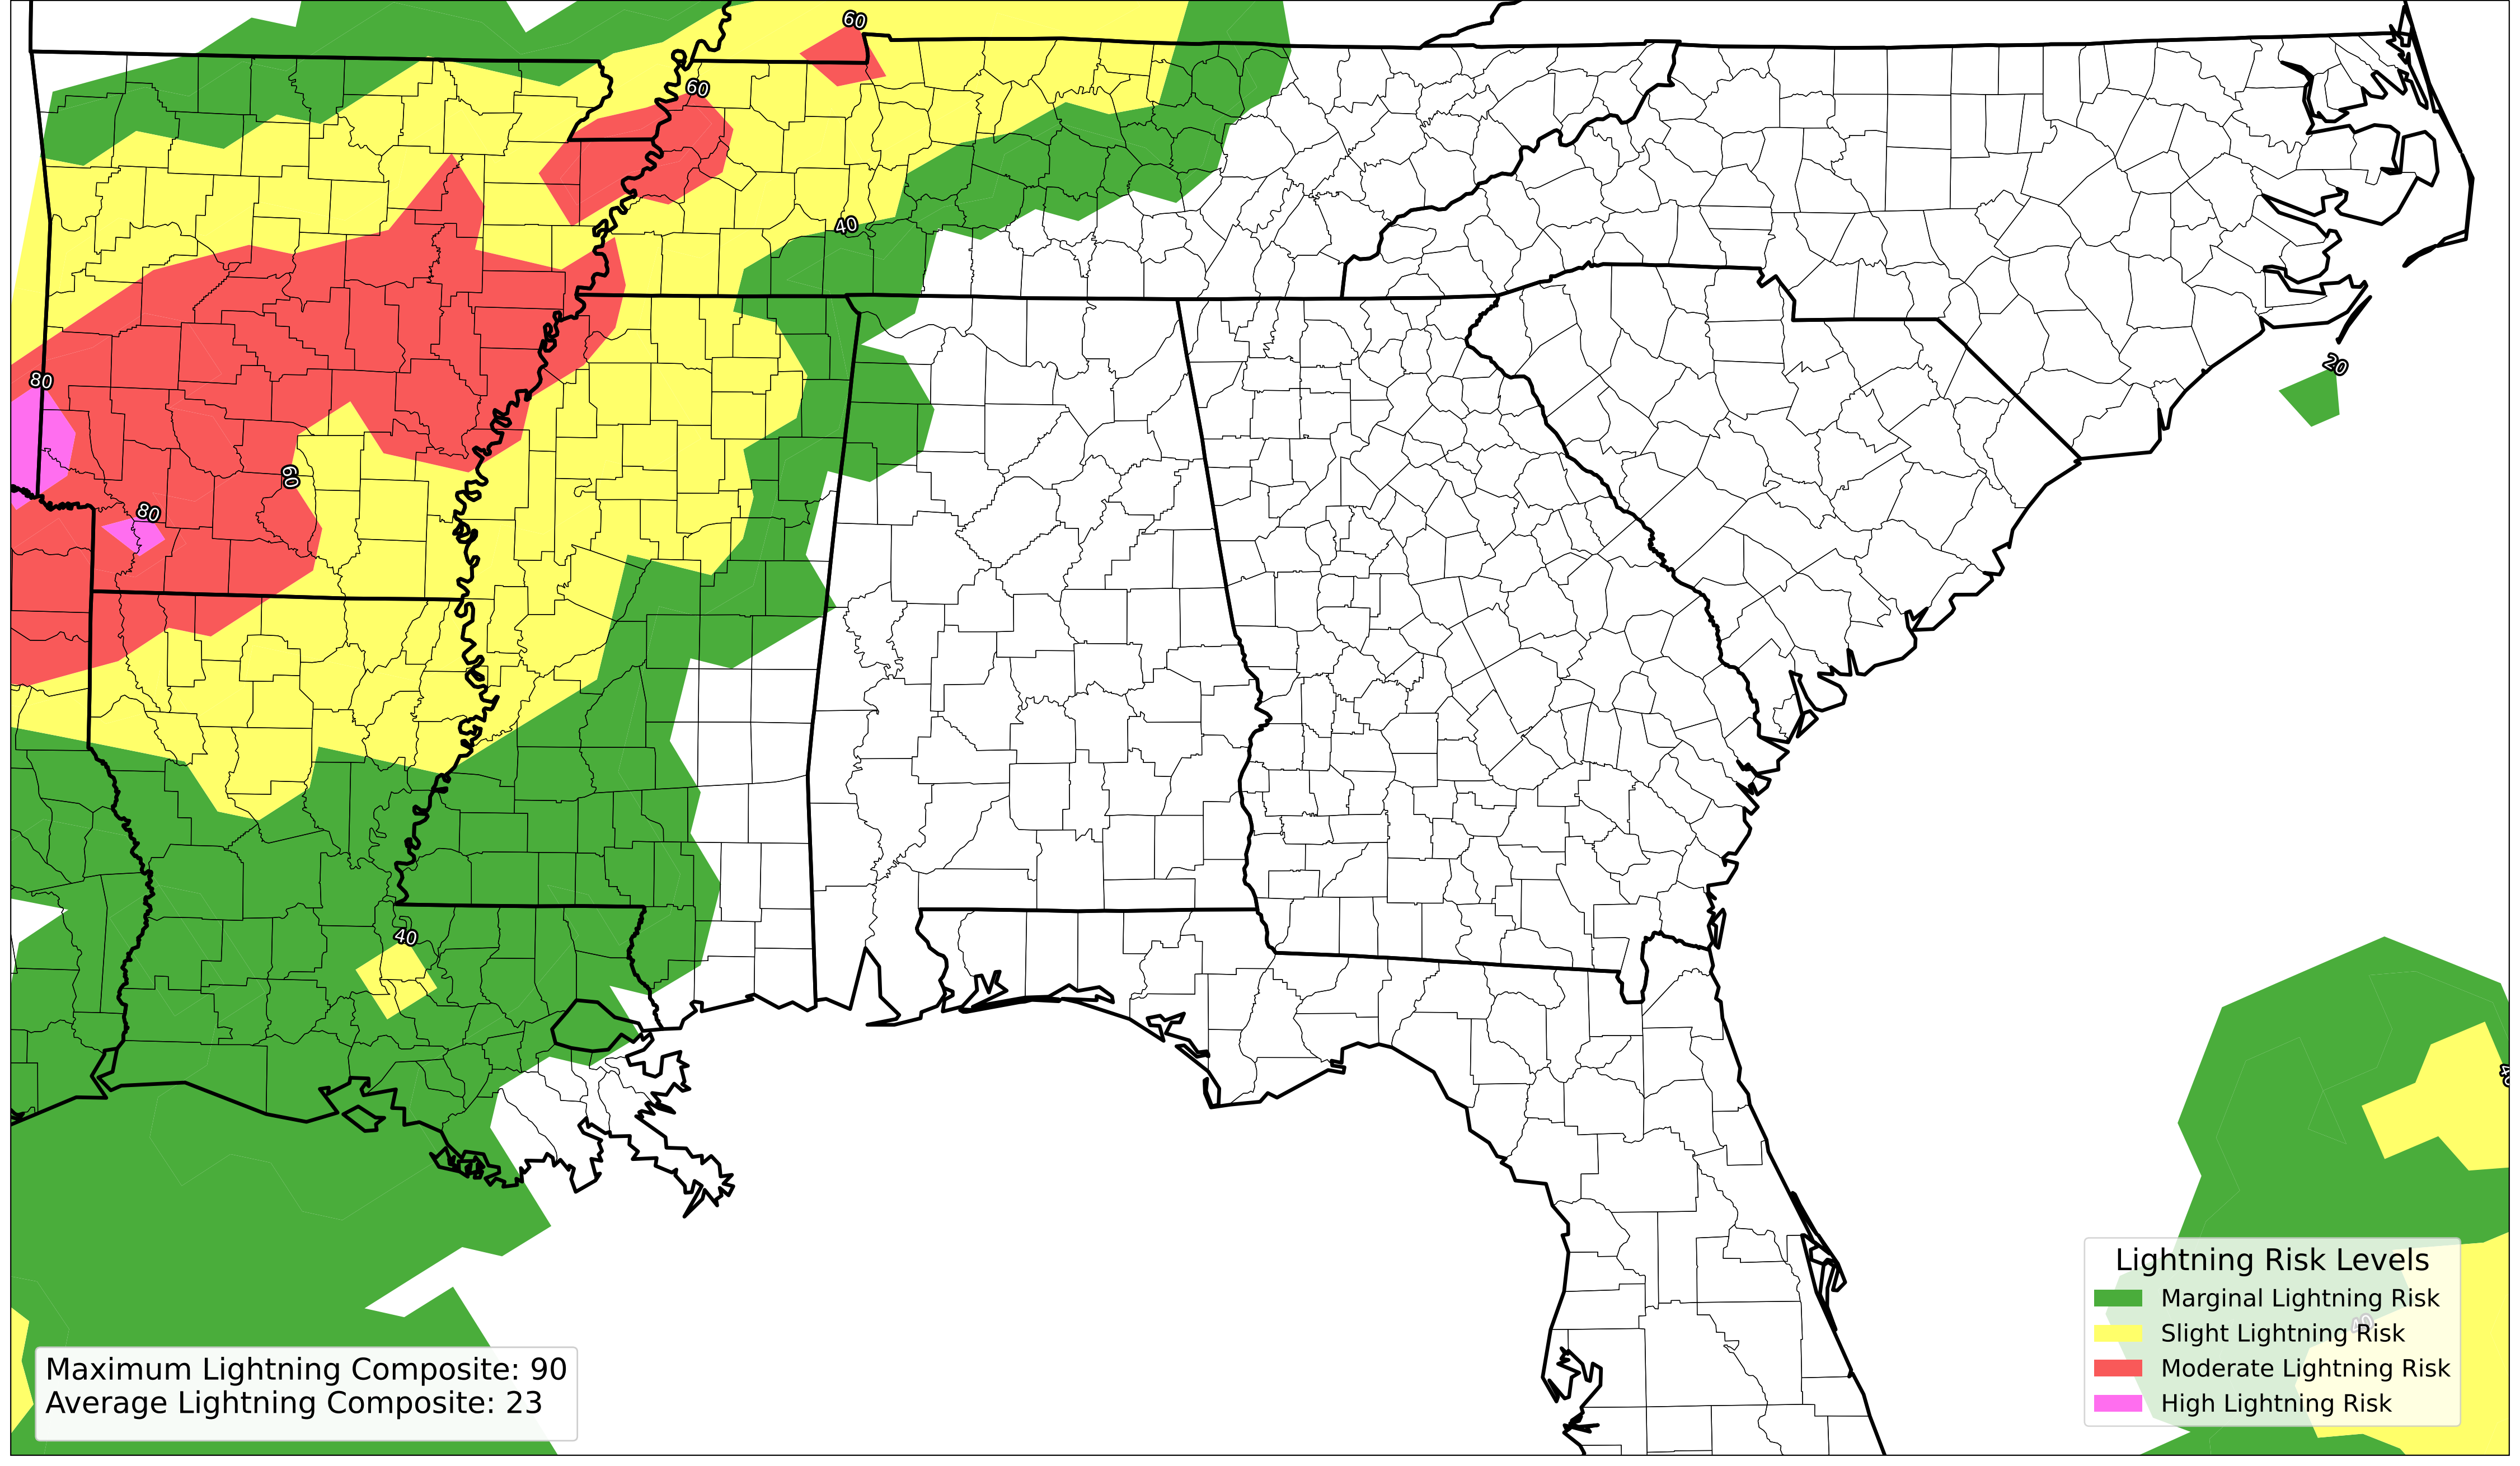 60
60
40
20
80
60
80
40
40
Lightning Risk Levels
Marginal Lightning Risk
Slight Lightning Risk
Moderate Lightning Risk
High Lightning Risk
Maximum Lightning Composite: 90
Average Lightning Composite: 23